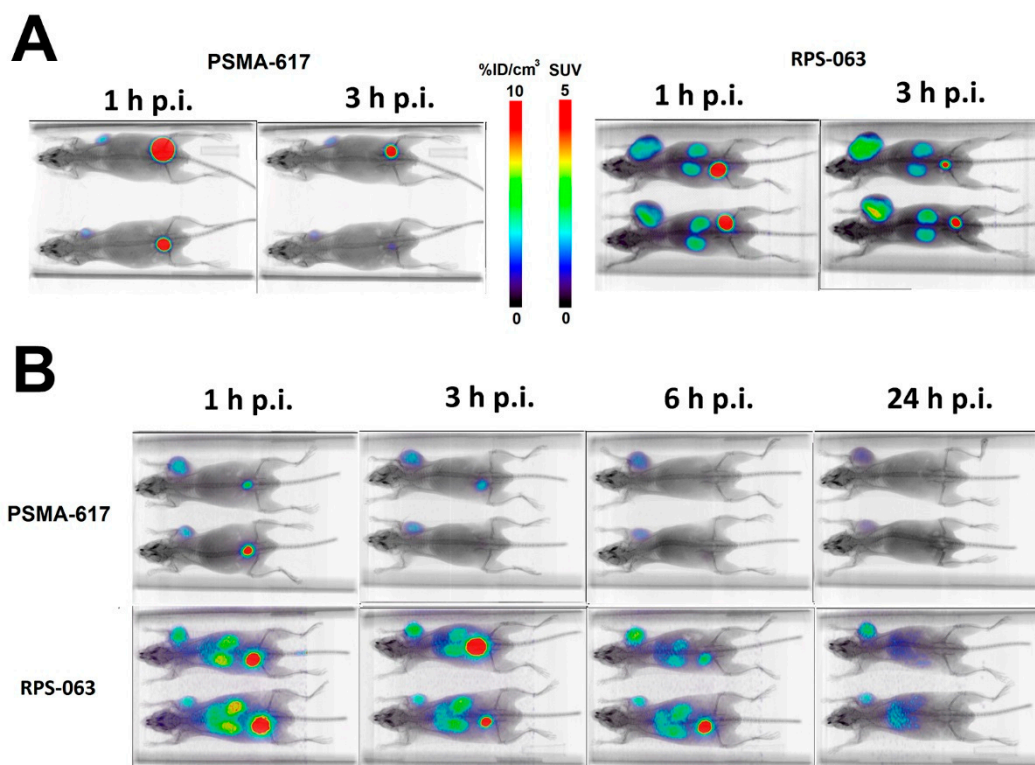 A
PSMA-617
%ID/cm³ SUV
RPS-063
1 h p.i. 3 h p.i.
10 5
1 h p.i. 3 h p.i.
0 0
B
1 h p.i. 3 h p.i. 6 h p.i. 24 h p.i.
PSMA-617
RPS-063